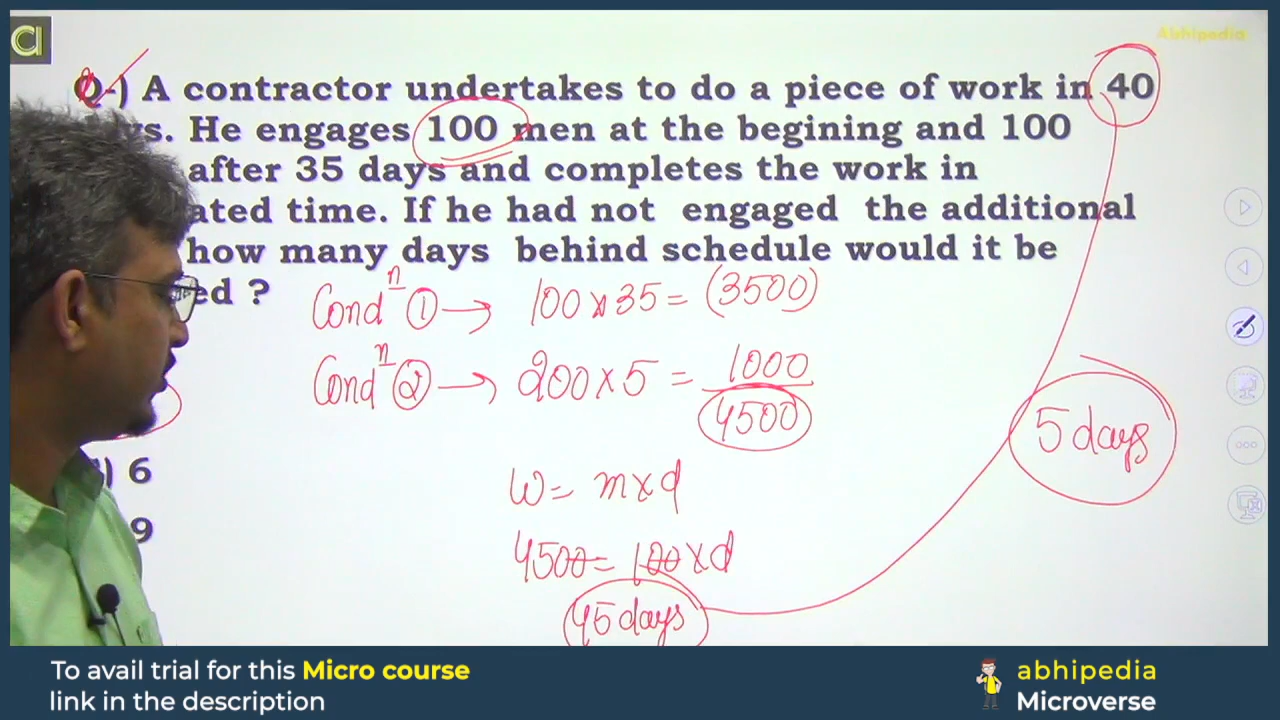 a
Abhipedia
Q-) A contractor undertakes to do a piece of work in 40
ys. He engages 100 men at the begining and 100
after 35 days and completes the work in
ated time. If he had not engaged the additional
how many days behind schedule would it be
ed ?
Condⁿ ① → 100 x 35 = (3500)
Condⁿ ② → 200 x 5 = 1000
4500
5 days
) 6
w = m x d
9
4500 = 100 x d
45 days
To avail trial for this Micro course
link in the description
abhipedia
Microverse